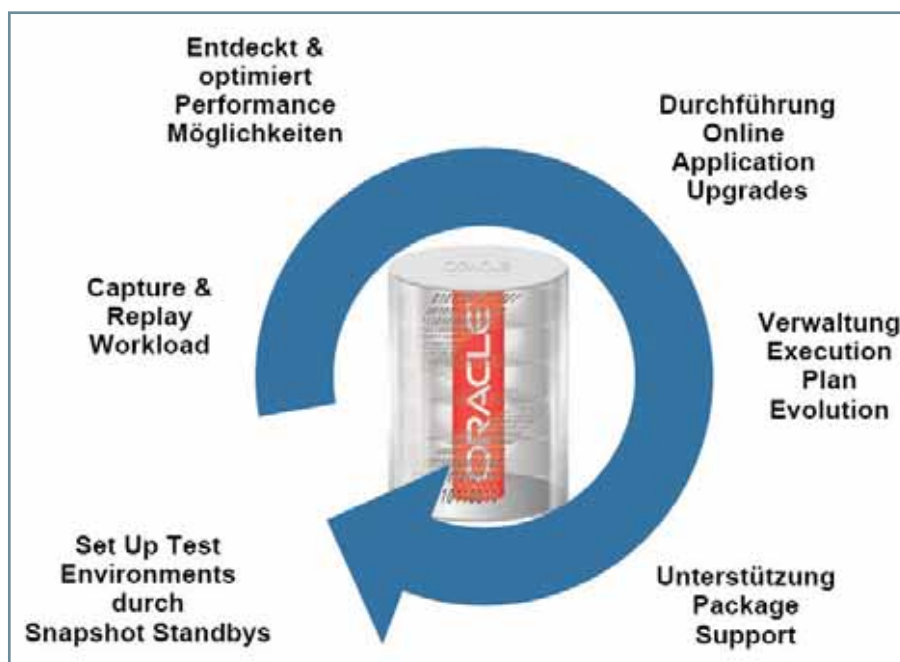 Entdeckt &
optimiert
Performance
Möglichkeiten
Durchführung
Online
Application
Upgrades
ORACLE
Capture &
Replay
Workload
ORACLE
Verwaltung
Execution
Plan
Evolution
Set Up Test
Environments
durch
Snapshot Standbys
Unterstützung
Package
Support